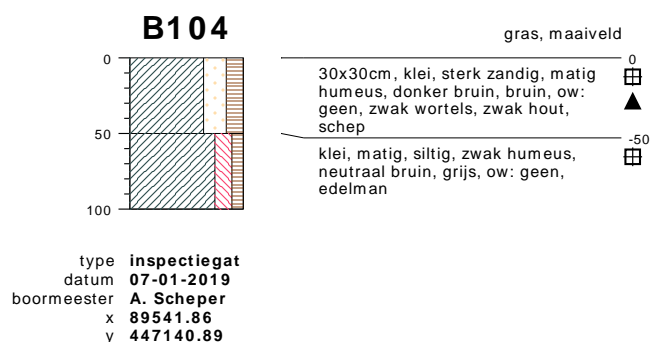 B104
gras, maaiveld
0
0
30x30cm, klei, sterk zandig, matig
humeus, donker bruin, bruin, ow:
geen, zwak wortels, zwak hout,
schep
50
-50
klei, matig, siltig, zwak humeus,
neutraal bruin, grijs, ow: geen,
edelman
100
type inspectiegat
datum 07-01-2019
boormeester A. Scheper
x 89541.86
y 447140.89